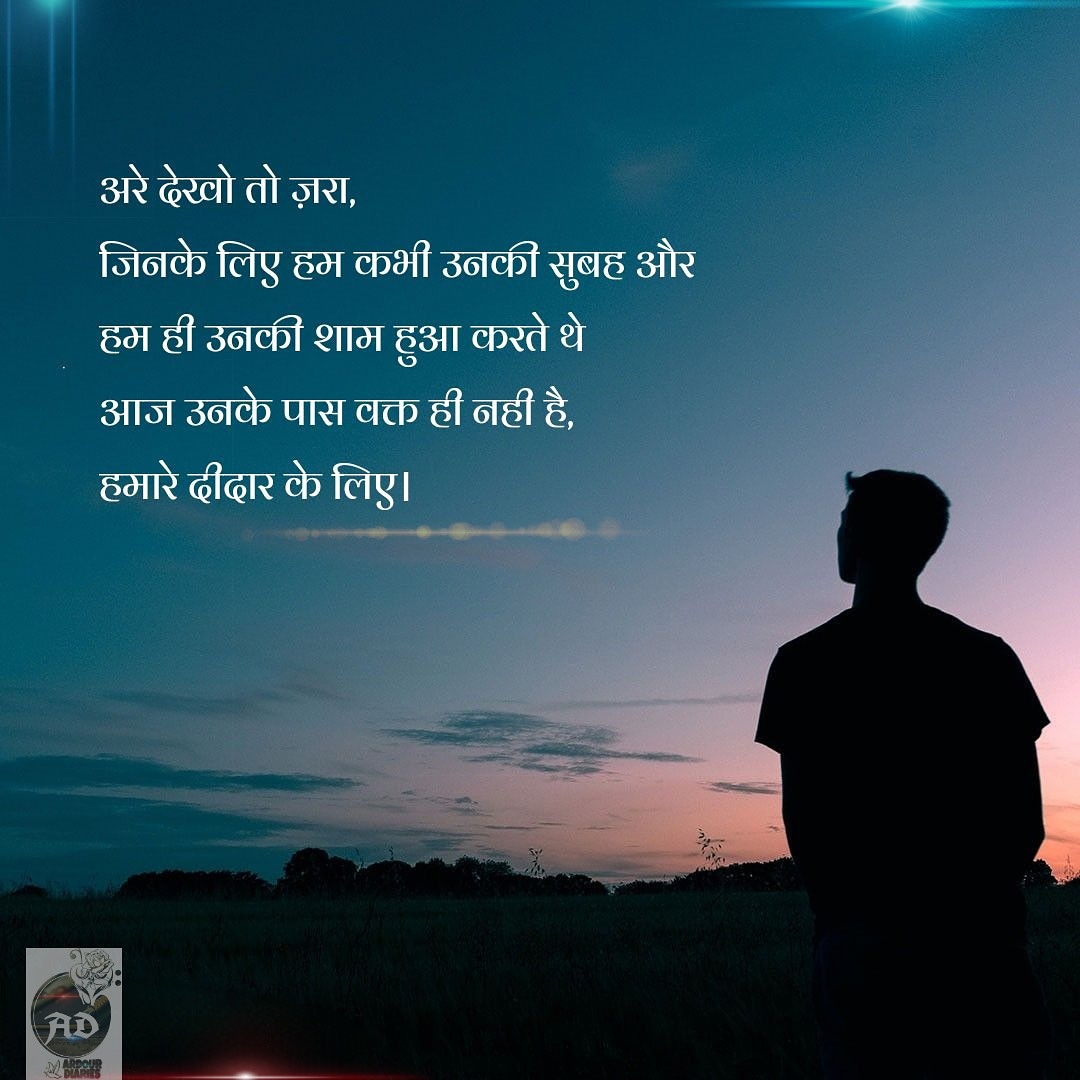 अरे देखो तो ज़रा,
जिनके लिए हम कभी उनकी सुबह और
हम ही उनकी शाम हुआ करते थे
आज उनके पास वक्त ही नही है,
हमारे दीदार के लिए।
AD
ARDOUR
DIARIES